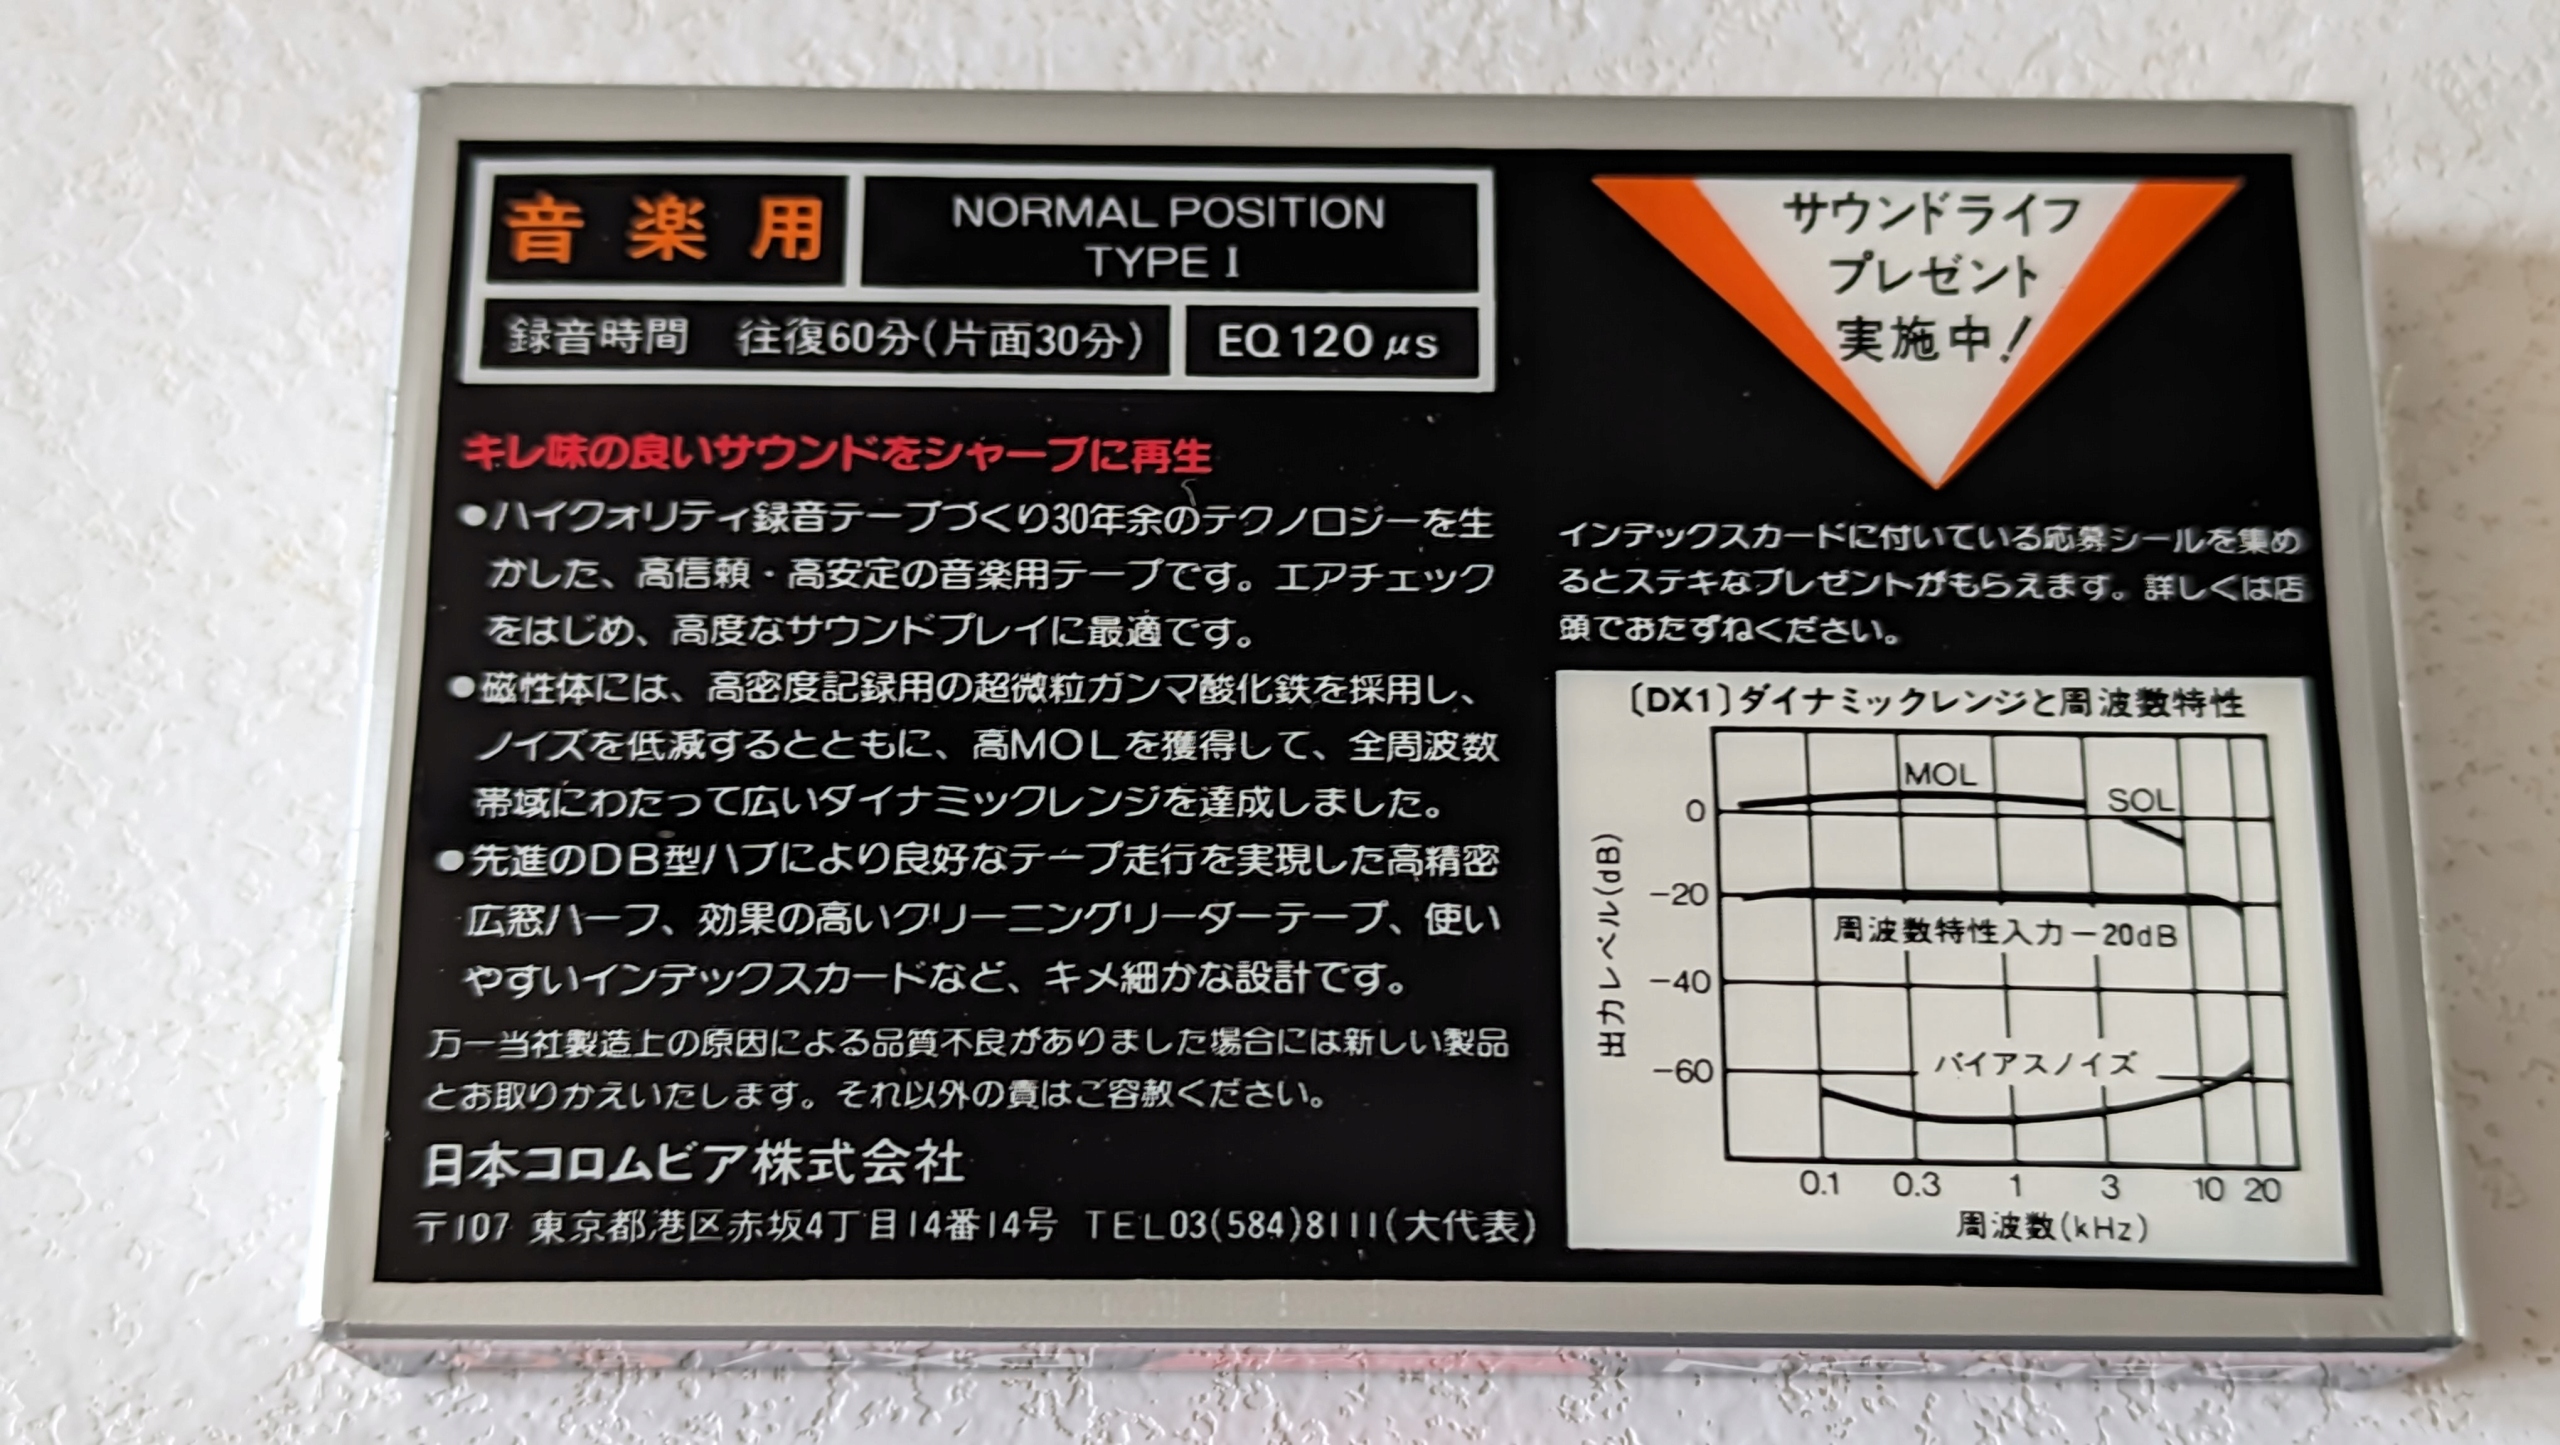 音楽用
NORMAL POSITION
TYPE I
録音時間　往復60分(片面30分)
EQ 120 μs
キレ味の良いサウンドをシャープに再生
●ハイクォリティ録音テープづくり30年余のテクノロジーを生
かした、高信頼・高安定の音楽用テープです。エアチェック
をはじめ、高度なサウンドプレイに最適です。
●磁性体には、高密度記録用の超微粒ガンマ酸化鉄を採用し、
ノイズを低減するとともに、高MOLを獲得して、全周波数
帯域にわたって広いダイナミックレンジを達成しました。
●先進のDB型ハブにより良好なテープ走行を実現した高精密
広窓ハーフ、効果の高いクリーニングリーダーテープ、使い
やすいインデックスカードなど、キメ細かな設計です。
万一当社製造上の原因による品質不良がありました場合には新しい製品
とお取りかえいたします。それ以外の責はご容赦ください。
日本コロムビア株式会社
〒107 東京都港区赤坂4丁目14番14号 TEL03(584)8111(大代表)
サウンドライフ
プレゼント
実施中!
インデックスカードに付いている応募シールを集め
るとステキなプレゼントがもらえます。詳しくは店
頭でおたずねください。
〔DX1〕ダイナミックレンジと周波数特性
MOL
SOL
0
-20
周波数特性入力-20dB
-40
バイアスノイズ
-60
出力レベル(dB)
0.1 0.3 1 3 10 20
周波数(kHz)